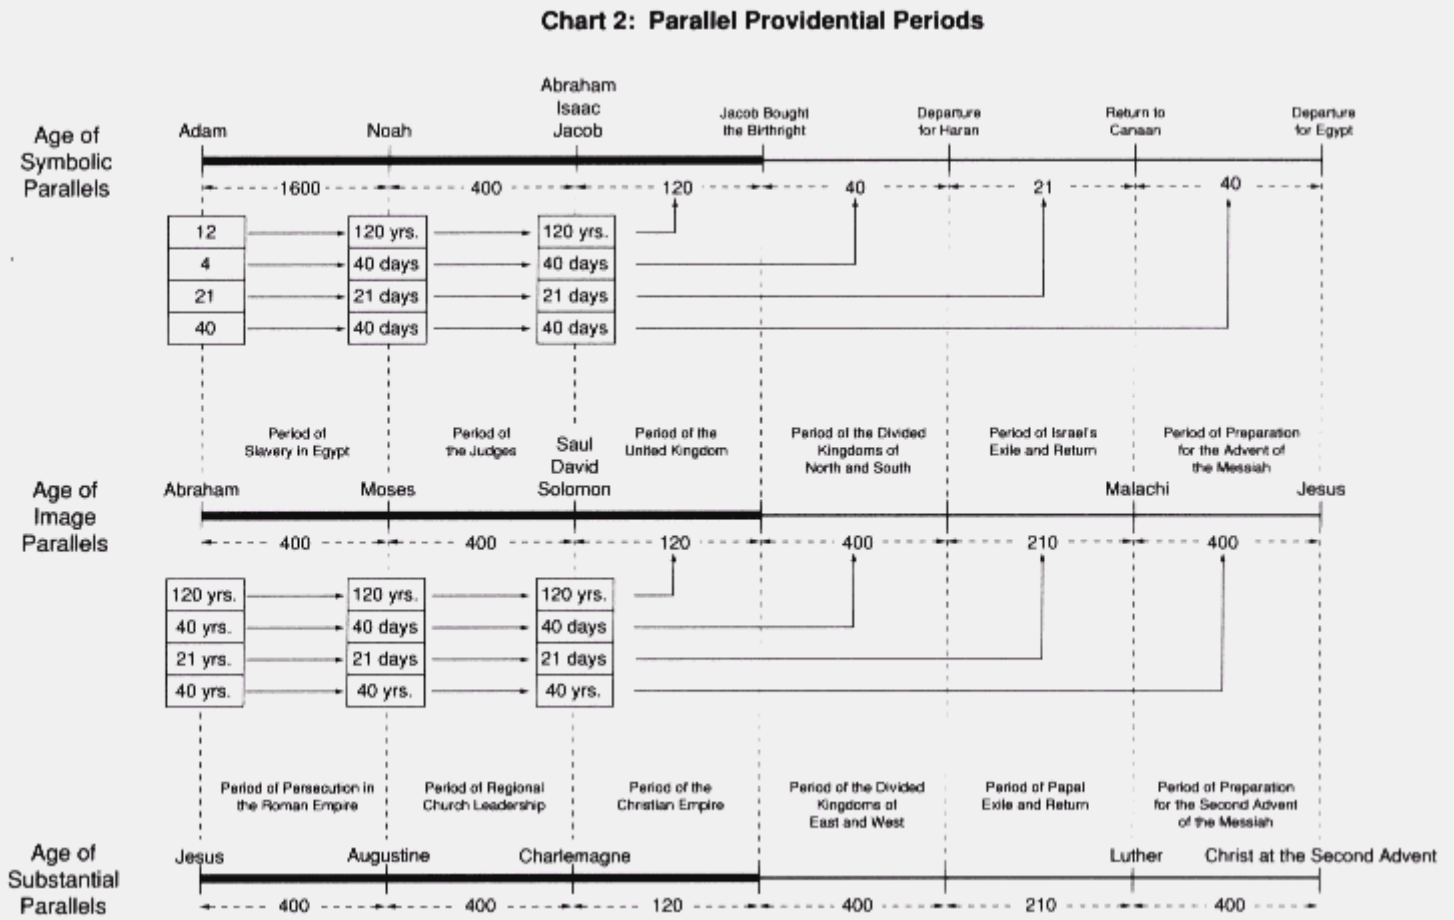 Chart 2: Parallel Providential Periods
Age of
Symbolic
Parallels
Adam
Noah
Abraham
Isaac
Jacob
Jacob Bought
the Birthright
Departure
for Haran
Return to
Canaan
Departure
for Egypt
1600 400 120 40 21 40
12 120 yrs. 120 yrs.
4 40 days 40 days
21 21 days 21 days
40 40 days 40 days
Period of
Slavery in Egypt
Period of
the Judges
Period of the
United Kingdom
Period of the Divided
Kingdoms of
North and South
Period of Israel's
Exile and Return
Period of Preparation
for the Advent of
the Messiah
Age of
Image
Parallels
Abraham
Moses
Saul
David
Solomon
Malachi
Jesus
400 400 120 400 210 400
120 yrs. 120 yrs. 120 yrs.
40 yrs. 40 days 40 days
21 yrs. 21 days 21 days
40 yrs. 40 yrs. 40 yrs.
Period of Persecution in
the Roman Empire
Period of Regional
Church Leadership
Period of the
Christian Empire
Period of the Divided
Kingdoms of
East and West
Period of Papal
Exile and Return
Period of Preparation
for the Second Advent
of the Messiah
Age of
Substantial
Parallels
Jesus
Augustine
Charlemagne
Luther
Christ at the Second Advent
400 400 120 400 210 400